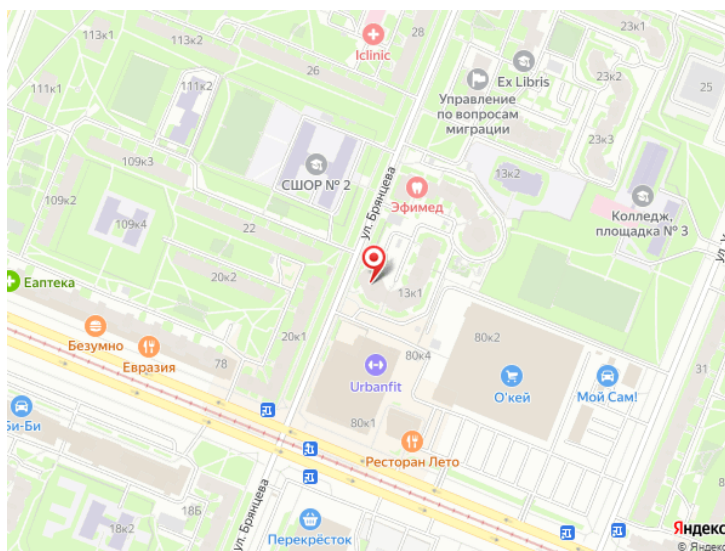 113к2
113к1
28
Iclinic
26
111к1
111к2
Ex Libris
23к1
23к2
25
Управление
по вопросам
миграции
109к3
СШОР № 2
ул. Брянцева
13к2
Эфимед
Колледж,
площадка № 3
109к2
109к4
22
Еаптека
20к2
13к1
20к1
80к4
80к2
31
Безумно
Евразия
78
Urbanfit
О'кей
Мой Сам!
Би-Би
80к1
Ресторан Лето
18Б
18к2
ул. Брянцева
Перекрёсток
Яндекс
© Яндекс